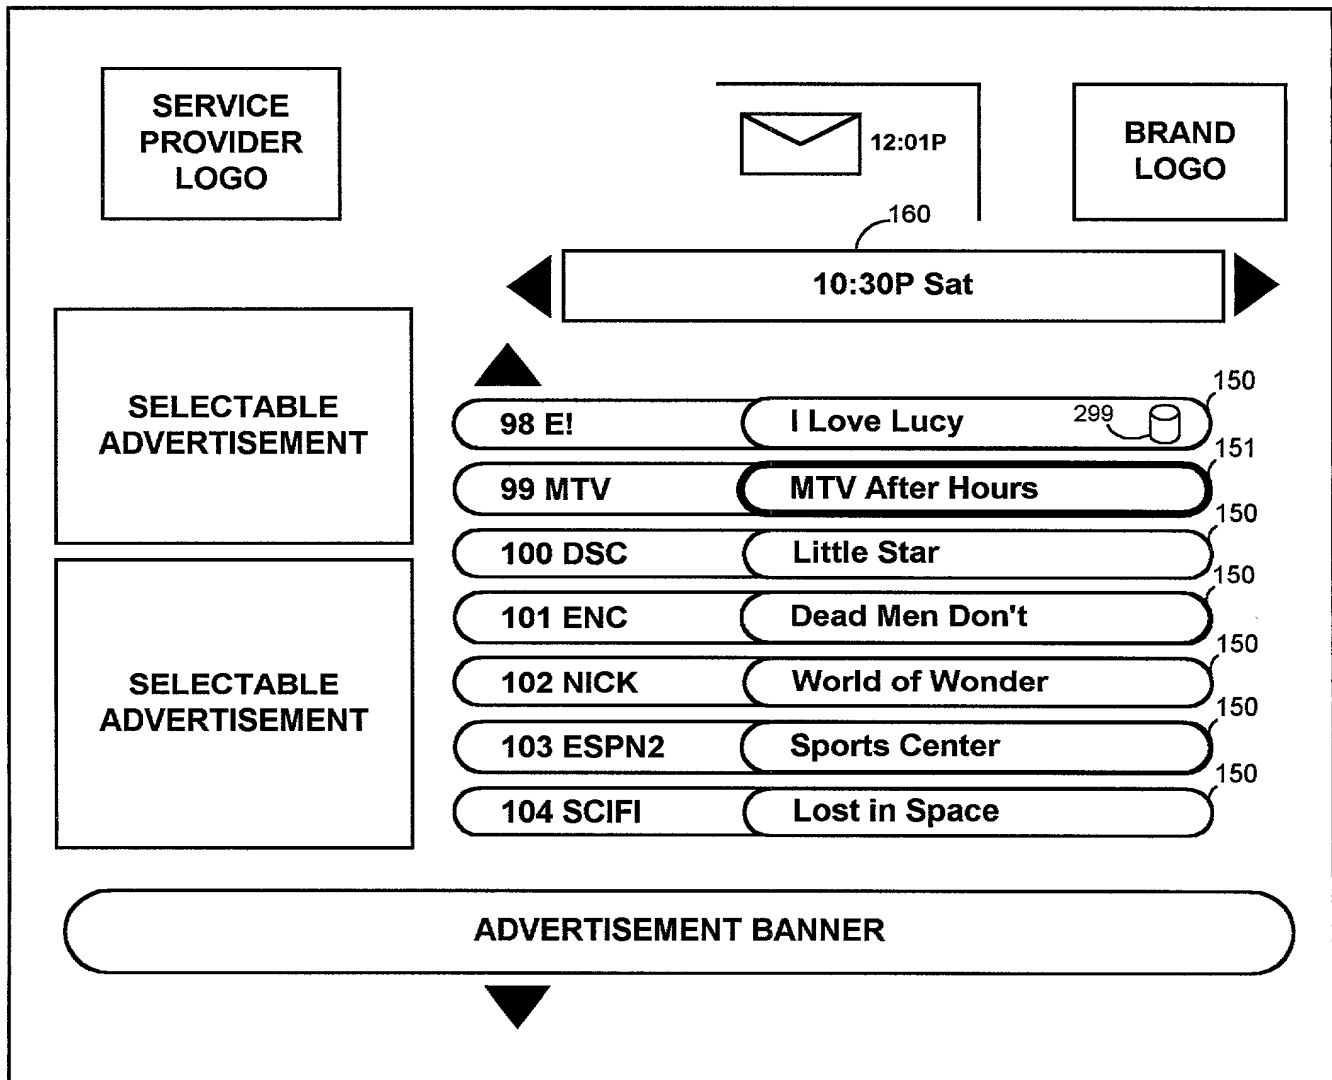 SERVICE
PROVIDER
LOGO
12:01P
BRAND
LOGO
160
10:30P Sat
SELECTABLE
ADVERTISEMENT
SELECTABLE
ADVERTISEMENT
150
98 E! I Love Lucy 299
151
99 MTV MTV After Hours
150
100 DSC Little Star
150
101 ENC Dead Men Don't
150
102 NICK World of Wonder
150
103 ESPN2 Sports Center
150
104 SCIFI Lost in Space
ADVERTISEMENT BANNER